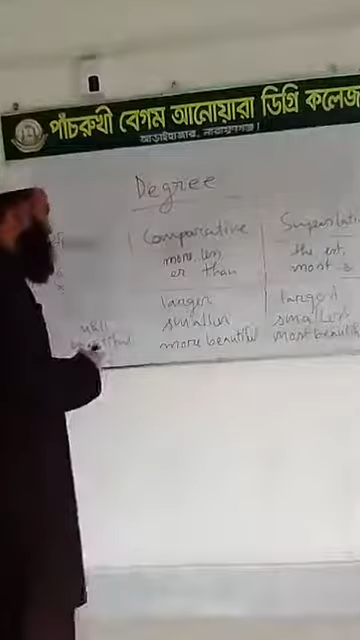 পাঁচরুখী বেগম আনোয়ারা ডিগ্রি কলেজ
আড়াইহাজার, নারায়ণগঞ্জ।
Degree
Comparative
more, less
er than
the est,
most
larger
largest
smaller
smallest
more beautiful
most beautiful